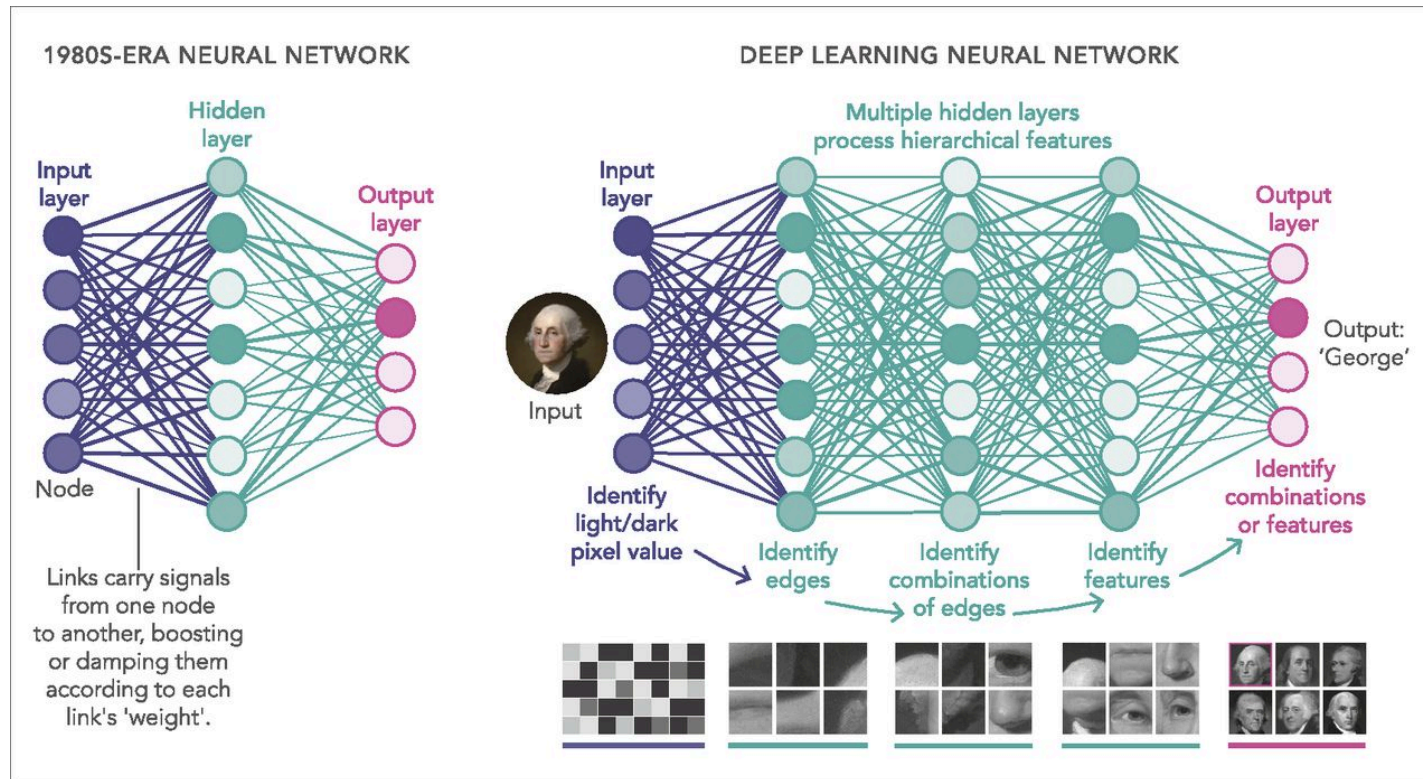 1980S-ERA NEURAL NETWORK
Hidden
layer
Input
layer
Output
layer
Node
Links carry signals
from one node
to another, boosting
or damping them
according to each
link's 'weight'.
DEEP LEARNING NEURAL NETWORK
Multiple hidden layers
process hierarchical features
Input
layer
Output
layer
Input
Output:
‘George’
Identify
light/dark
pixel value
Identify
edges
Identify
combinations
of edges
Identify
features
Identify
combinations
or features